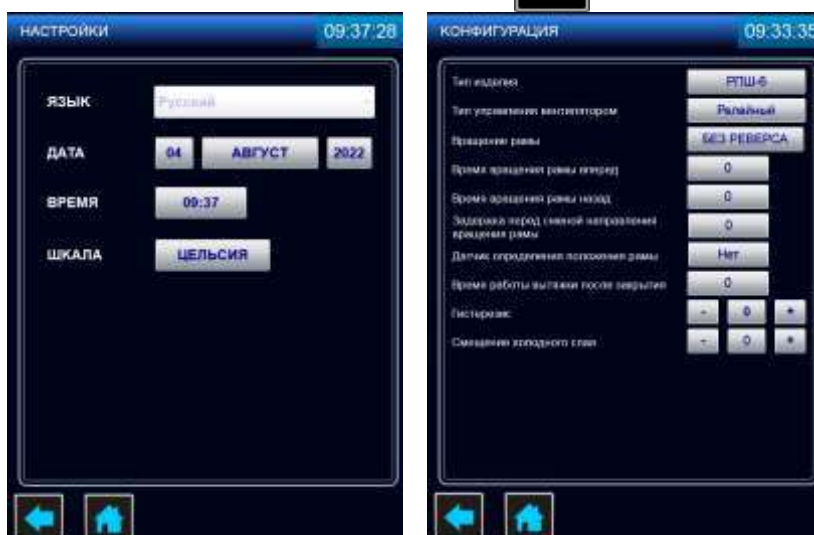 НАСТРОЙКИ 09:37:28
ЯЗЫК Русский
ДАТА 04 АВГУСТ 2022
ВРЕМЯ 09:37
ШКАЛА ЦЕЛЬСИЯ
КОНФИГУРАЦИЯ 09:33:35
Тип изделия РПШ-6
Тип управления вентилятором Релейный
Вращение рамы БЕЗ РЕВЕРСА
Время вращения рамы вперед 0
Время вращения рамы назад 0
Задержка перед сменой направления
вращения рамы 0
Датчик определения положения рамы Нет
Время работы вытяжки после закрытия 0
Гистерезис - 0 +
Смещение холодного спая - 0 +